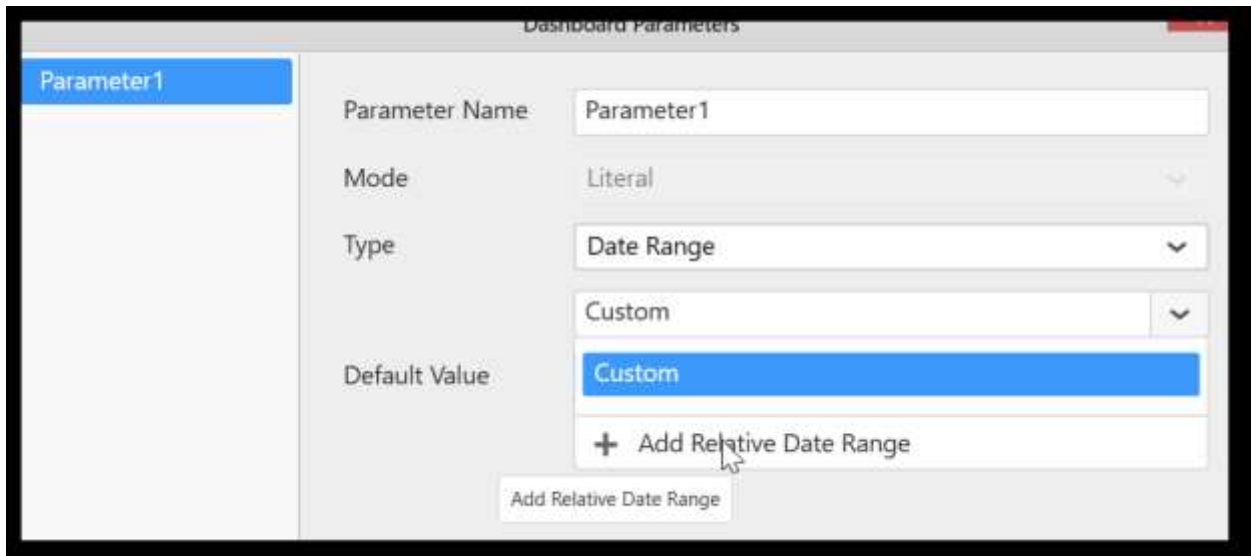 Dashboard Parameters
Parameter1
Parameter Name Parameter1
Mode Literal
Type Date Range
Custom
Default Value Custom
+ Add Relative Date Range
Add Relative Date Range